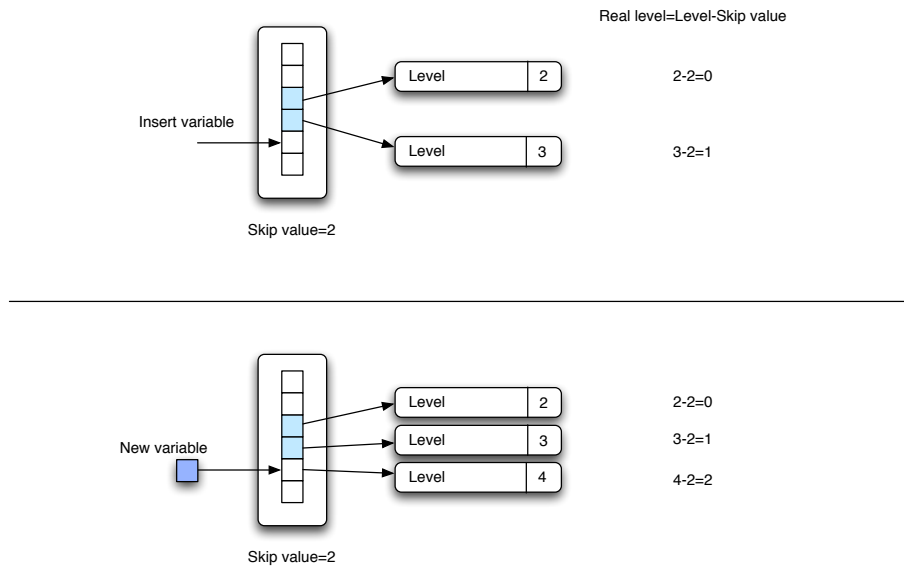 Real level=Level-Skip value
Level 2 2-2=0
Insert variable
Level 3 3-2=1
Skip value=2
Level 2 2-2=0
Level 3 3-2=1
New variable
Level 4 4-2=2
Skip value=2